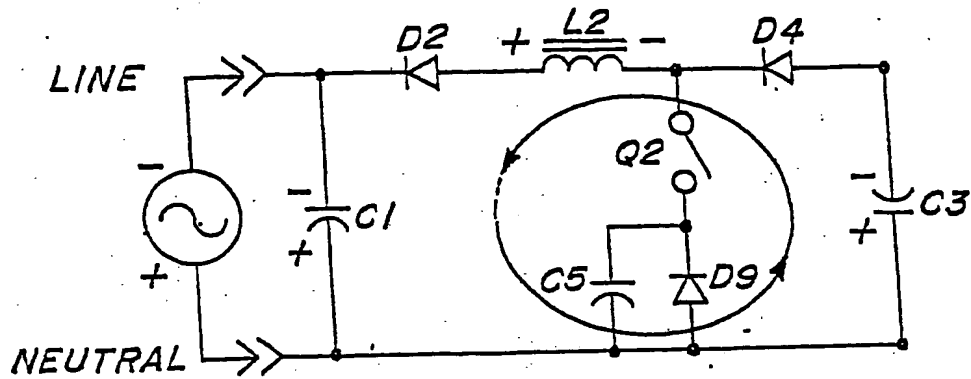 D2 + L2 - D4
LINE
Q2
- - -
C1 C3
+ + +
C5 D9
NEUTRAL